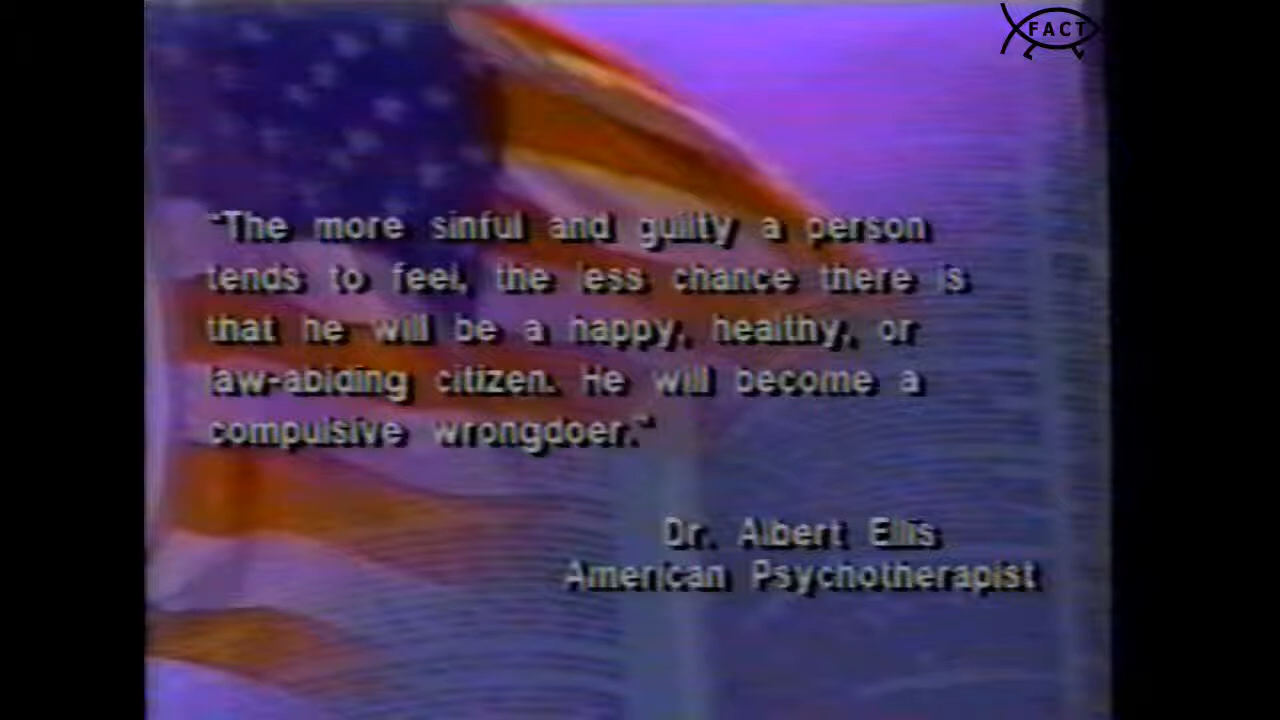 FACT
"The more sinful and guilty a person
tends to feel, the less chance there is
that he will be a happy, healthy, or
law-abiding citizen. He will become a
compulsive wrongdoer."
Dr. Albert Ellis
American Psychotherapist